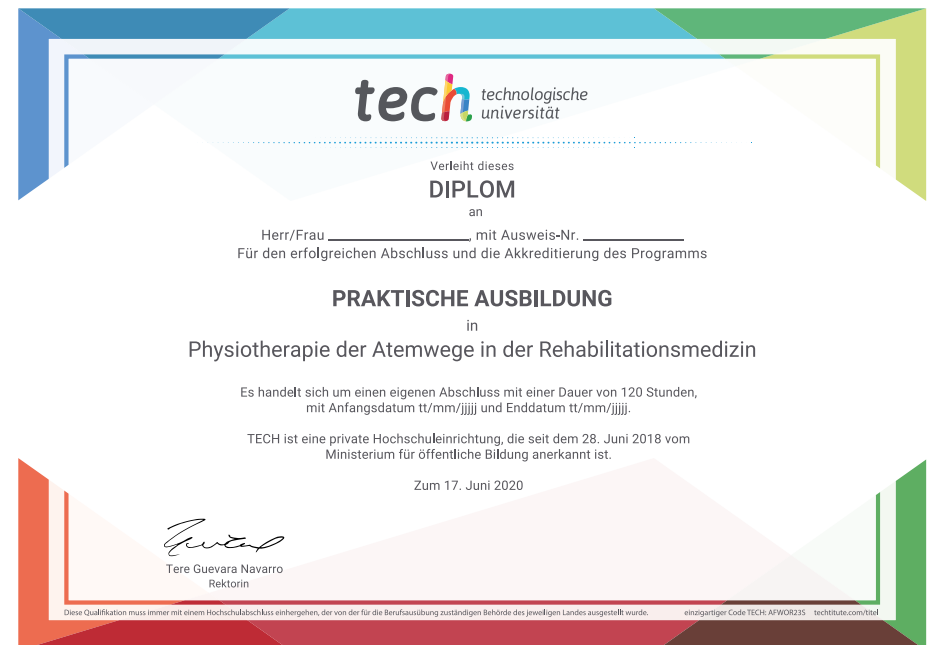 tech technologische
universität
Verleiht dieses
DIPLOM
an
Herr/Frau ____________________, mit Ausweis-Nr. ______________
Für den erfolgreichen Abschluss und die Akkreditierung des Programms
PRAKTISCHE AUSBILDUNG
in
Physiotherapie der Atemwege in der Rehabilitationsmedizin
Es handelt sich um einen eigenen Abschluss mit einer Dauer von 120 Stunden,
mit Anfangsdatum tt/mm/jjjjj und Enddatum tt/mm/jjjjj.
TECH ist eine private Hochschuleinrichtung, die seit dem 28. Juni 2018 vom
Ministerium für öffentliche Bildung anerkannt ist.
Zum 17. Juni 2020
Tere Guevara Navarro
Rektorin
Diese Qualifikation muss immer mit einem Hochschulabschluss einhergehen, der von der für die Berufsausübung zuständigen Behörde des jeweiligen Landes ausgestellt wurde. einzigartiger Code TECH: AFWOR23S techtitute.com/titel